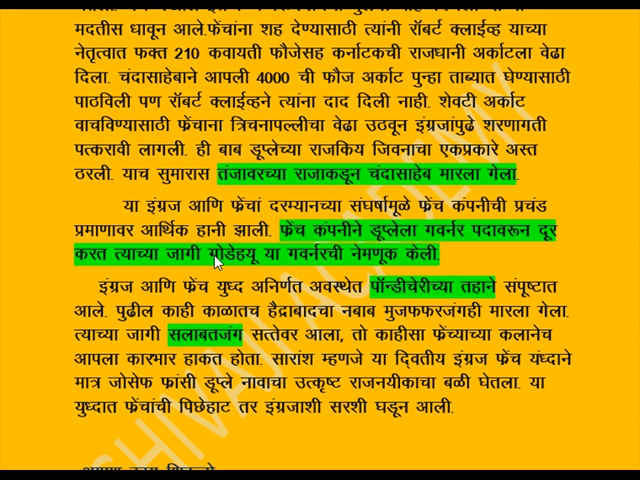 मदतीस धावून आले.फ्रेंचांना शह देण्यासाठी त्यांनी रॉबर्ट क्लाईव्ह याच्या
नेतृत्वात फक्त 210 कवायती फौजेसह कर्नाटकची राजधानी अर्काटला वेढा
दिला. चंदासाहेबाने आपली 4000 ची फौज अर्काट पुन्हा ताब्यात घेण्यासाठी
पाठविली पण रॉबर्ट क्लाईव्हने त्यांना दाद दिली नाही. शेवटी अर्काट
वाचविण्यासाठी फ्रेंचाना त्रिचनापल्लीचा वेढा उठवून इंग्रजांपुढे शरणागती
पत्करावी लागली. ही बाब डूप्लेच्या राजकिय जिवनाचा एकप्रकारे अस्त
ठरली. याच सुमारास तंजावरच्या राजाकडून चंदासाहेब मारला गेला.
या इंग्रज आणि फ्रेंचां दरम्यानच्या संघर्षामूळे फ्रेंच कंपनीची प्रचंड
प्रमाणावर आर्थिक हानी झाली. फ्रेंच कंपनीने डूप्लेला गवर्नर पदावरून दूर
करत त्याच्या जागी गोडेहयू या गवर्नरची नेमणूक केली.
इंग्रज आणि फ्रेंच युध्द अनिर्णत अवस्थेत पॉन्डीचेरीच्या तहाने संपूष्टात
आले. पुढील काही काळातच हैद्राबादचा नबाब मुजफफरजंगही मारला गेला.
त्याच्या जागी सलाबतजंग सत्तेवर आला, तो काहीसा फ्रेंच्याच्या कलानेच
आपला कारभार हाकत होता. सारांश म्हणजे या दि्वतीय इंग्रज फ्रेंच यंध्दाने
मात्र जोसेफ फ्रांसी डूप्ले नावाचा उत्कृष्ट राजनयीकाचा बळी घेतला. या
युध्दात फ्रेंचांची पिछेहाट तर इंग्रजाशी सरशी घडून आली.
SHIVAJI ACADEMY